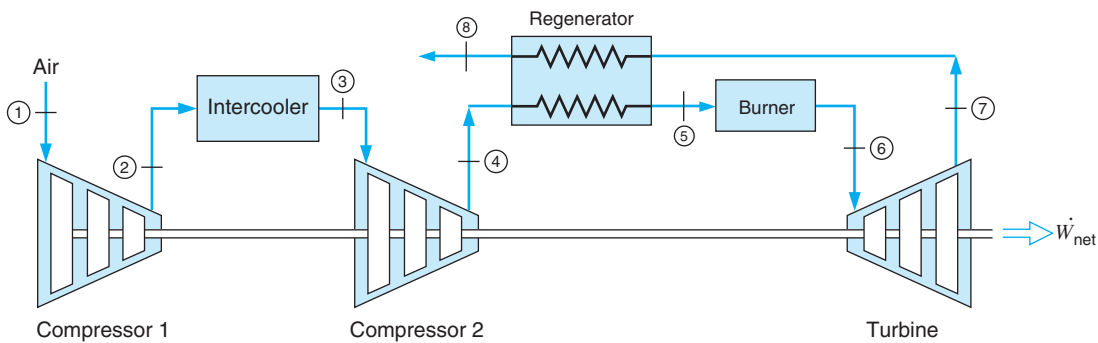 Regenerator
8
Air
3
Intercooler
1
Burner
5
7
2
4
6
Ẇnet
Compressor 1
Compressor 2
Turbine